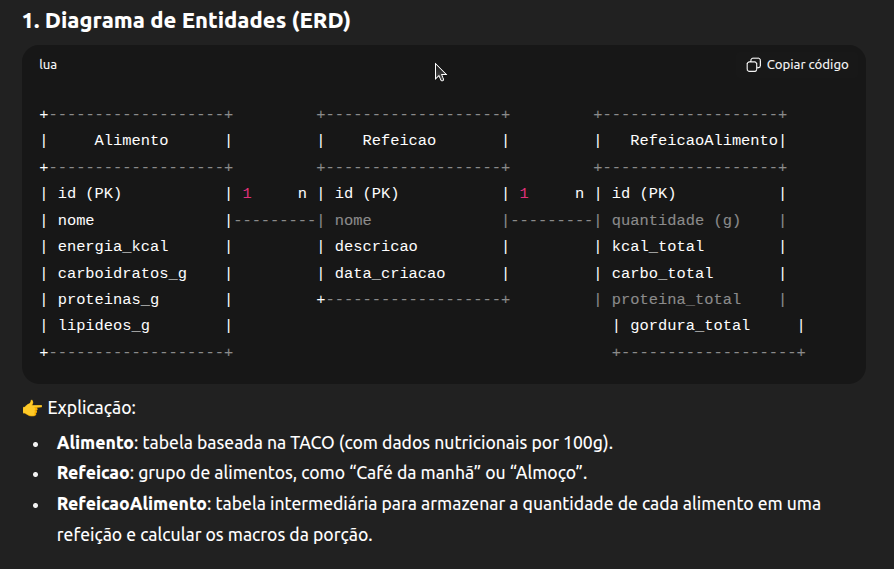 1. Diagrama de Entidades (ERD)
lua Copiar código
+-------------------+         +-------------------+         +-------------------+
|     Alimento      |         |    Refeicao       |         |   RefeicaoAlimento|
+-------------------+         +-------------------+         +-------------------+
| id (PK)           | 1     n | id (PK)           | 1     n | id (PK)           |
| nome              |---------| nome              |---------| quantidade (g)    |
| energia_kcal      |         | descricao         |         | kcal_total        |
| carboidratos_g    |         | data_criacao      |         | carbo_total       |
| proteinas_g       |         +-------------------+         | proteina_total    |
| lipideos_g        |                                         | gordura_total     |
+-------------------+                                         +-------------------+
👉 Explicação:
• Alimento: tabela baseada na TACO (com dados nutricionais por 100g).
• Refeicao: grupo de alimentos, como “Café da manhã” ou “Almoço”.
• RefeicaoAlimento: tabela intermediária para armazenar a quantidade de cada alimento em uma
refeição e calcular os macros da porção.